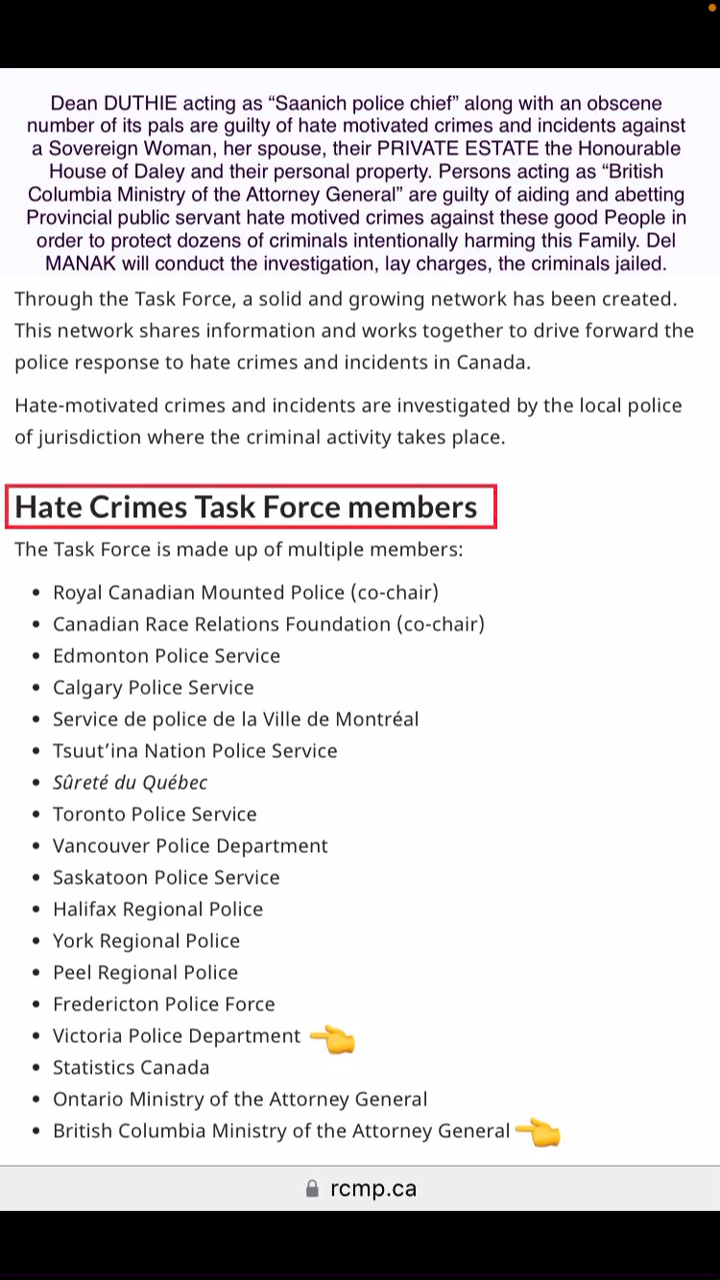 Dean DUTHIE acting as “Saanich police chief” along with an obscene
number of its pals are guilty of hate motivated crimes and incidents against
a Sovereign Woman, her spouse, their PRIVATE ESTATE the Honourable
House of Daley and their personal property. Persons acting as “British
Columbia Ministry of the Attorney General” are guilty of aiding and abetting
Provincial public servant hate motived crimes against these good People in
order to protect dozens of criminals intentionally harming this Family. Del
MANAK will conduct the investigation, lay charges, the criminals jailed.
Through the Task Force, a solid and growing network has been created.
This network shares information and works together to drive forward the
police response to hate crimes and incidents in Canada.
Hate-motivated crimes and incidents are investigated by the local police
of jurisdiction where the criminal activity takes place.
Hate Crimes Task Force members
The Task Force is made up of multiple members:
• Royal Canadian Mounted Police (co-chair)
• Canadian Race Relations Foundation (co-chair)
• Edmonton Police Service
• Calgary Police Service
• Service de police de la Ville de Montréal
• Tsuut’ina Nation Police Service
• Sûreté du Québec
• Toronto Police Service
• Vancouver Police Department
• Saskatoon Police Service
• Halifax Regional Police
• York Regional Police
• Peel Regional Police
• Fredericton Police Force
• Victoria Police Department
• Statistics Canada
• Ontario Ministry of the Attorney General
• British Columbia Ministry of the Attorney General
rcmp.ca